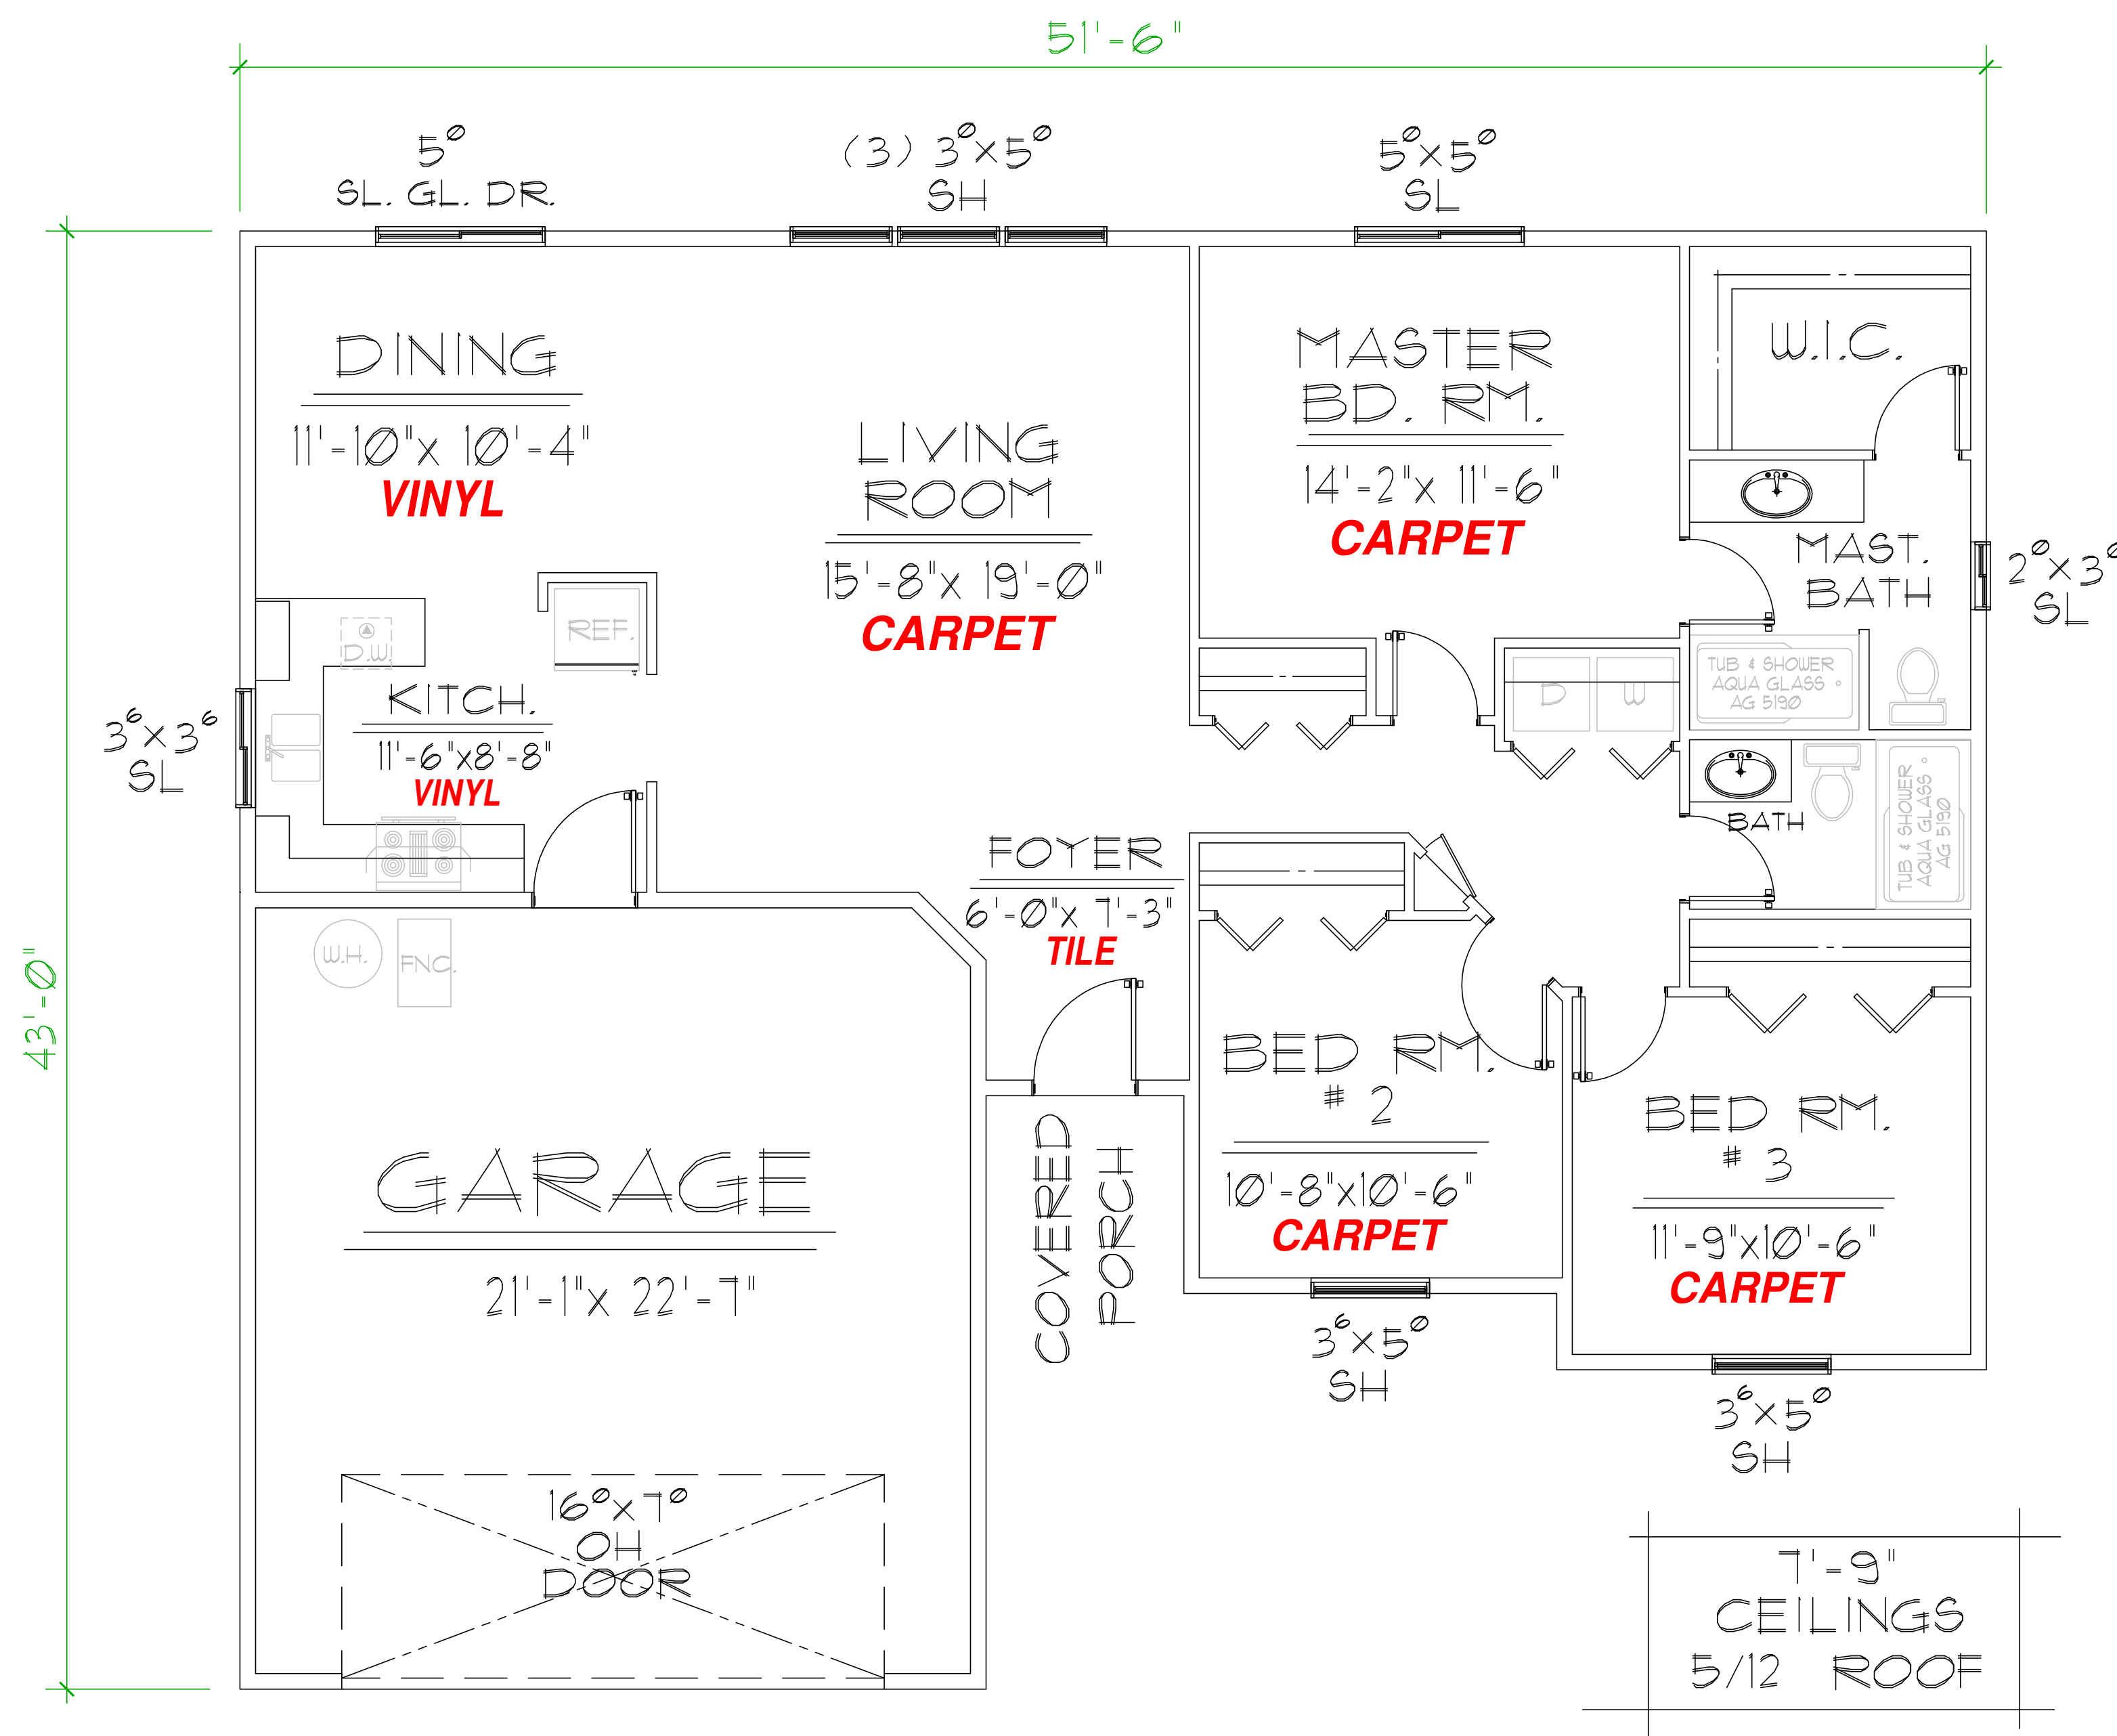 51'-6"
5⁰
SL. GL. DR.
(3) 3⁰x5⁰
SH
5⁰x5⁰
SL
DINING
11'-10"x 10'-4"
VINYL
LIVING
ROOM
15'-8"x 19'-0"
CARPET
MASTER
BD. RM.
14'-2"x 11'-6"
CARPET
W.I.C.
MAST.
BATH
2⁰x3⁰
SL
D.W.
REF.
KITCH.
11'-6"x8'-8"
VINYL
3⁶x3⁶
SL
D
W
TUB & SHOWER
AQUA GLASS
AG 5190
BATH
TUB & SHOWER
AQUA GLASS
AG 5190
FOYER
6'-0"x 7'-3"
TILE
43'-0"
W.H.
FNC.
GARAGE
21'-1"x 22'-7"
COVERED
PORCH
BED RM.
# 2
10'-8"x10'-6"
CARPET
BED RM.
# 3
11'-9"x10'-6"
CARPET
3⁶x5⁰
SH
3⁶x5⁰
SH
16⁰x7⁰
OH
DOOR
7'-9"
CEILINGS
5/12 ROOF